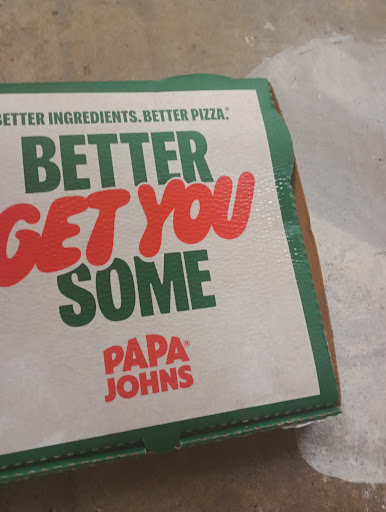 BETTER INGREDIENTS. BETTER PIZZA.®
BETTER
GET YOU
SOME
PAPA®
JOHNS